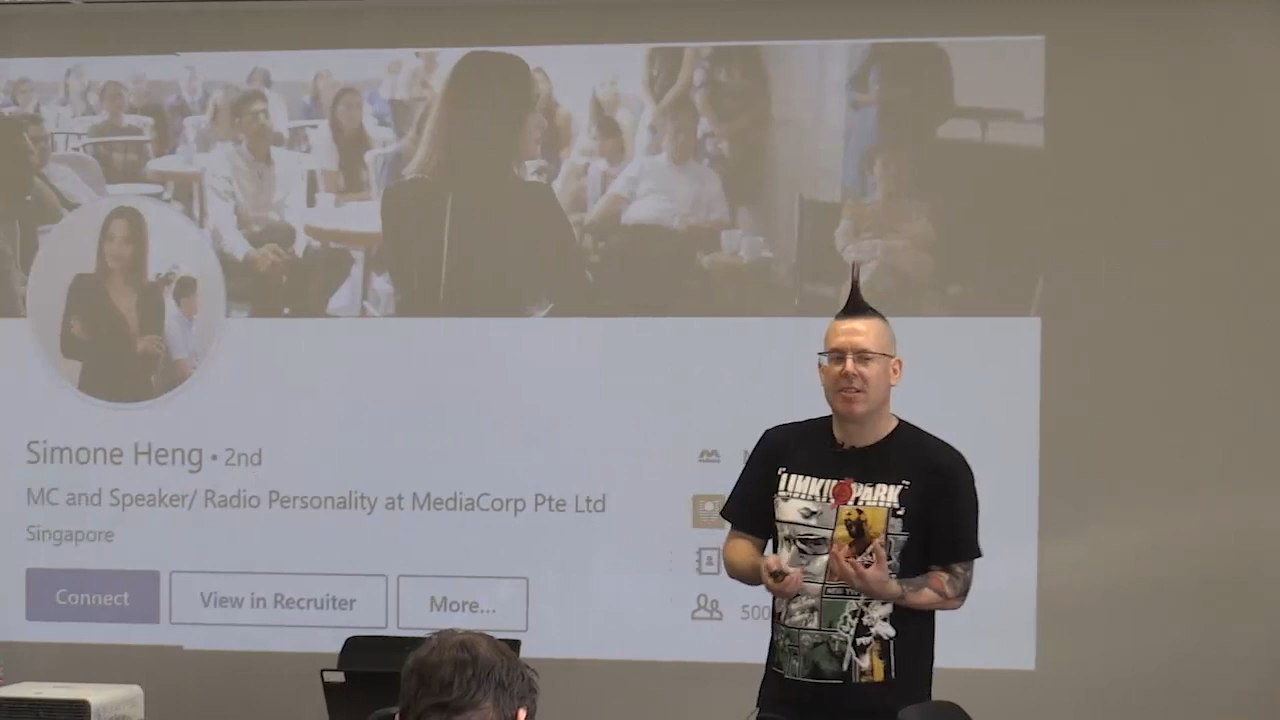 Simone Heng • 2nd
MC and Speaker/ Radio Personality at MediaCorp Pte Ltd
Singapore
Connect
View in Recruiter
More...
500
"LINKIN PARK"